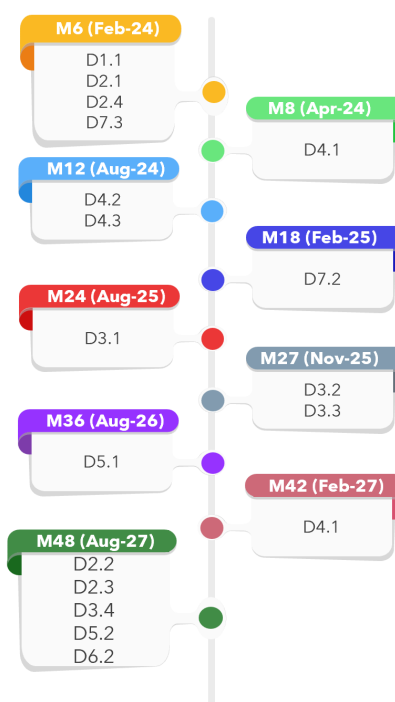 M6 (Feb-24)
D1.1
D2.1
D2.4
D7.3
M8 (Apr-24)
D4.1
M12 (Aug-24)
D4.2
D4.3
M18 (Feb-25)
D7.2
M24 (Aug-25)
D3.1
M27 (Nov-25)
D3.2
D3.3
M36 (Aug-26)
D5.1
M42 (Feb-27)
D4.1
M48 (Aug-27)
D2.2
D2.3
D3.4
D5.2
D6.2